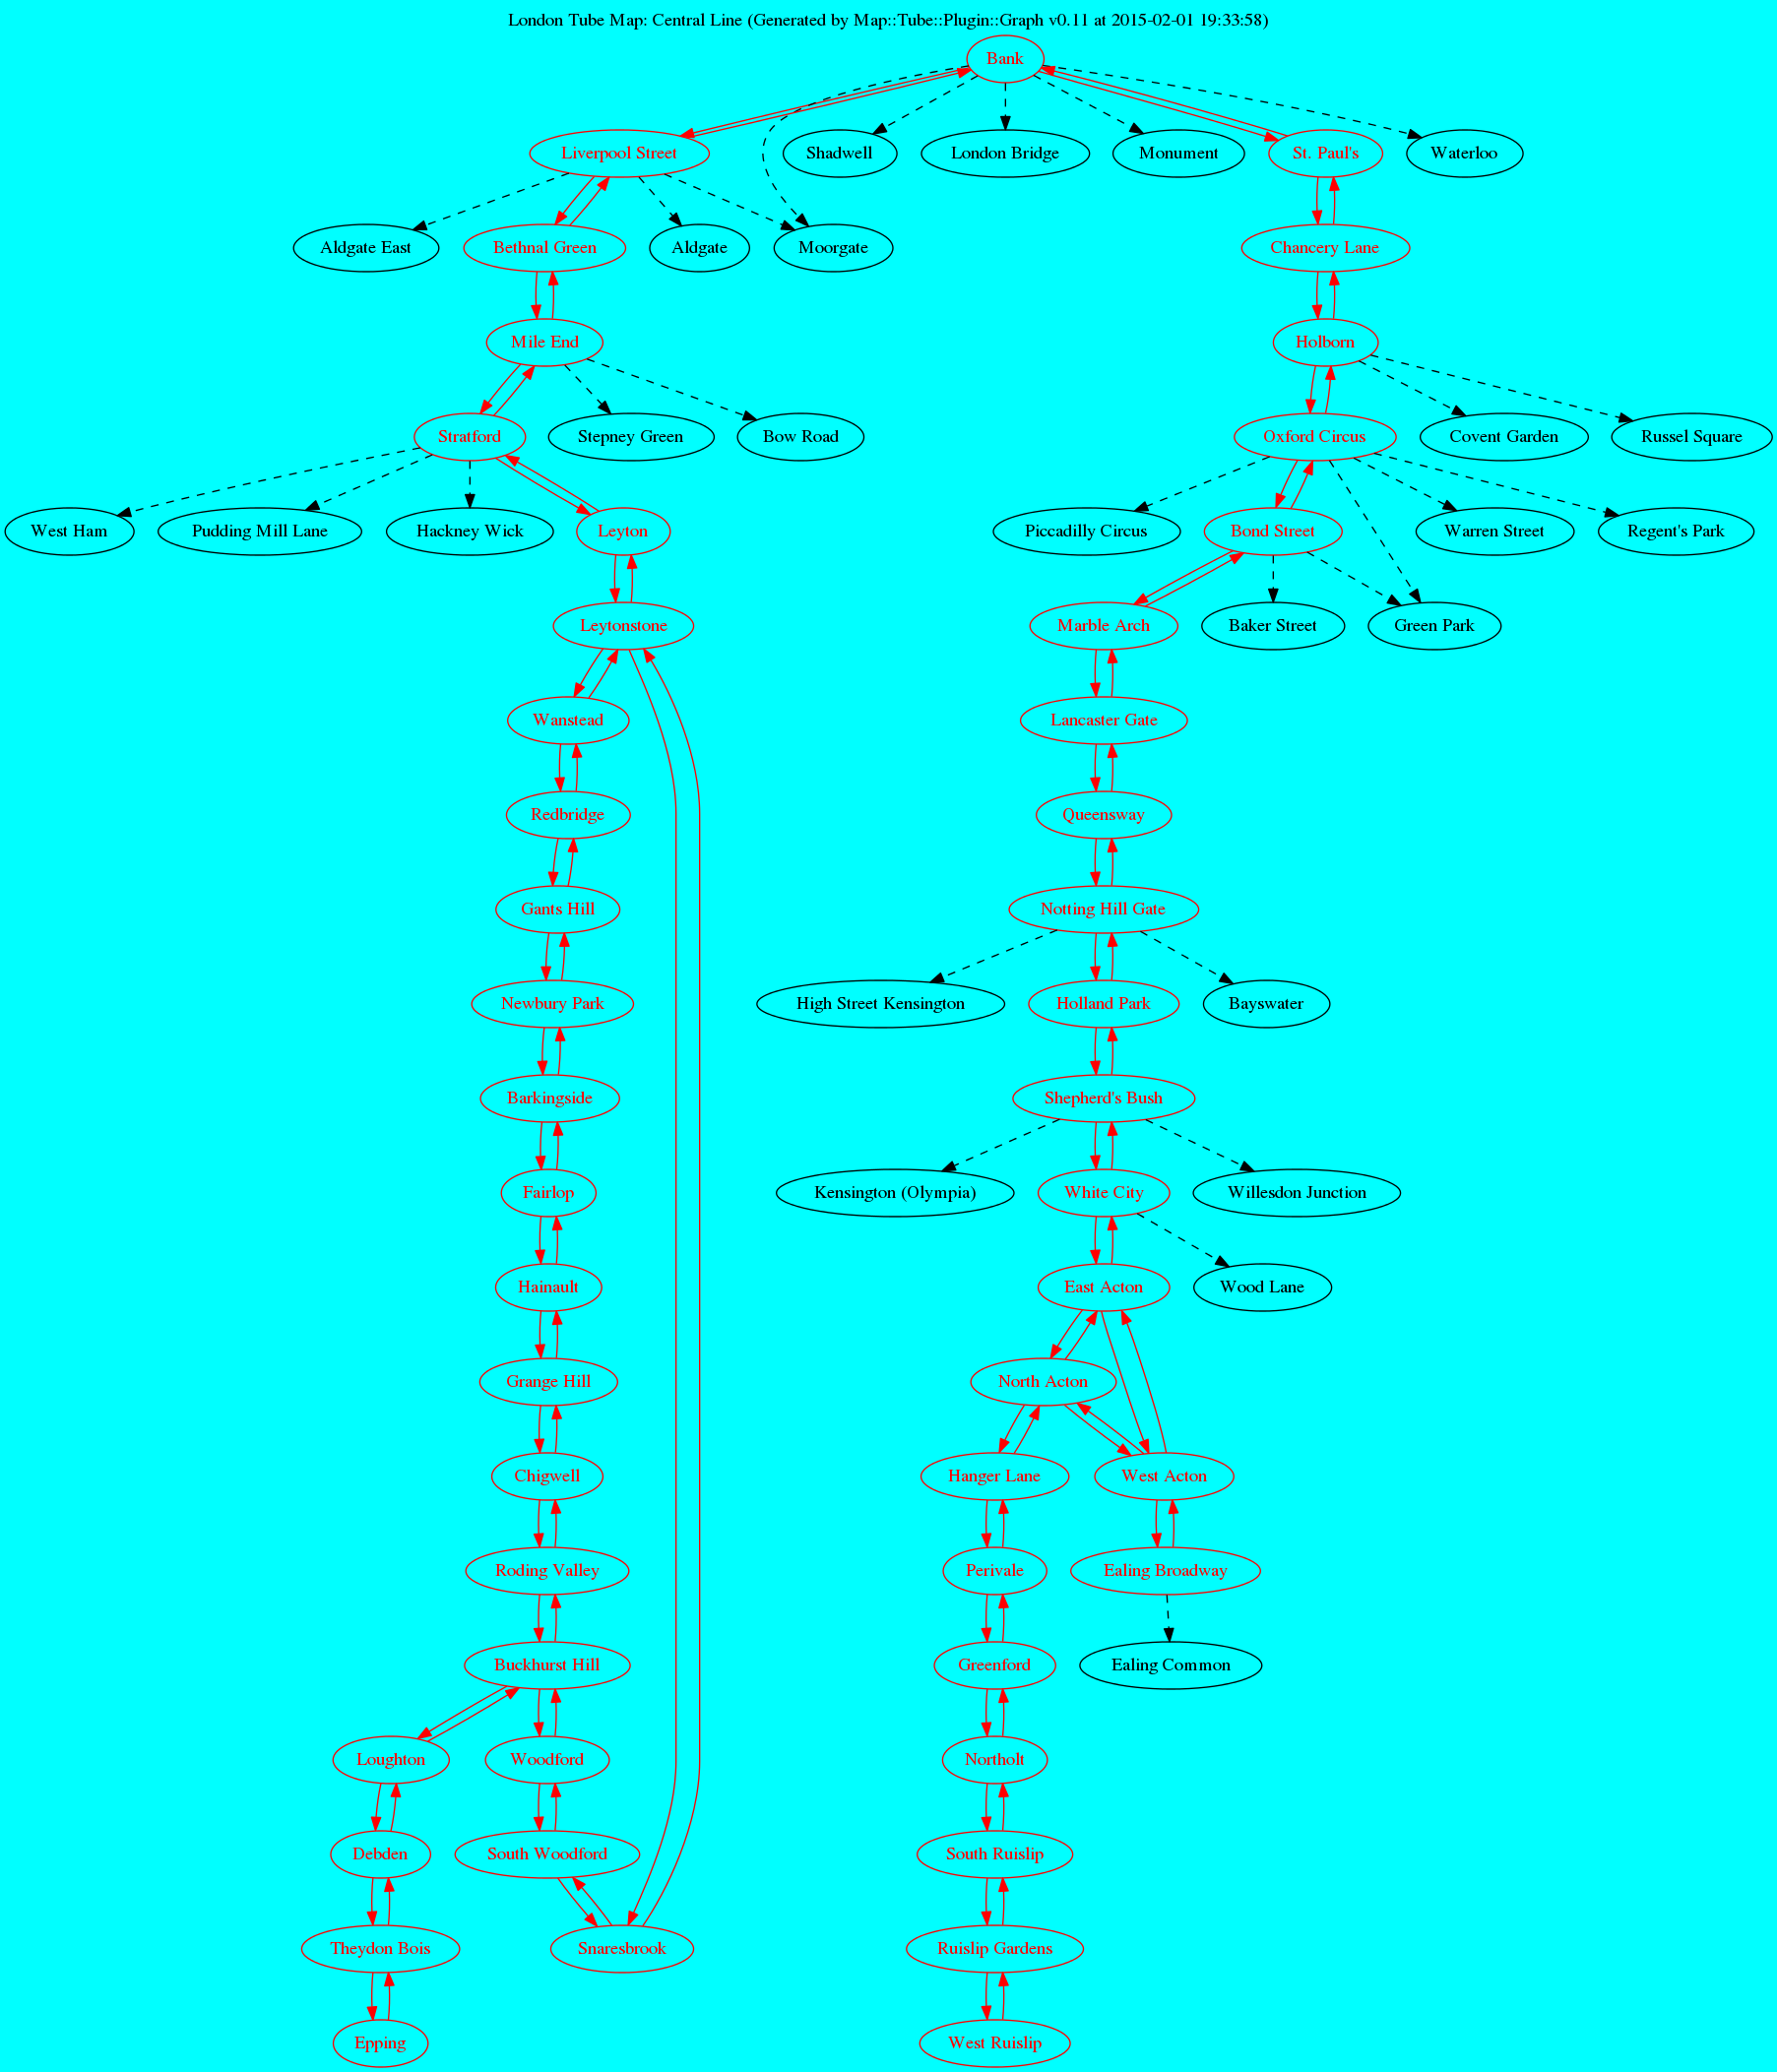 London Tube Map: Central Line (Generated by Map::Tube::Plugin::Graph v0.11 at 2015-02-01 19:33:58)
Bank
Liverpool Street
Shadwell
London Bridge
Monument
St. Paul's
Waterloo
Aldgate East
Bethnal Green
Aldgate
Moorgate
Chancery Lane
Mile End
Holborn
Stratford
Stepney Green
Bow Road
Oxford Circus
Covent Garden
Russel Square
West Ham
Pudding Mill Lane
Hackney Wick
Leyton
Piccadilly Circus
Bond Street
Warren Street
Regent's Park
Leytonstone
Marble Arch
Baker Street
Green Park
Wanstead
Lancaster Gate
Redbridge
Queensway
Gants Hill
Notting Hill Gate
Newbury Park
High Street Kensington
Holland Park
Bayswater
Barkingside
Shepherd's Bush
Fairlop
Kensington (Olympia)
White City
Willesdon Junction
Hainault
East Acton
Wood Lane
Grange Hill
North Acton
Chigwell
Hanger Lane
West Acton
Roding Valley
Perivale
Ealing Broadway
Buckhurst Hill
Greenford
Ealing Common
Loughton
Woodford
Northolt
Debden
South Woodford
South Ruislip
Theydon Bois
Snaresbrook
Ruislip Gardens
Epping
West Ruislip